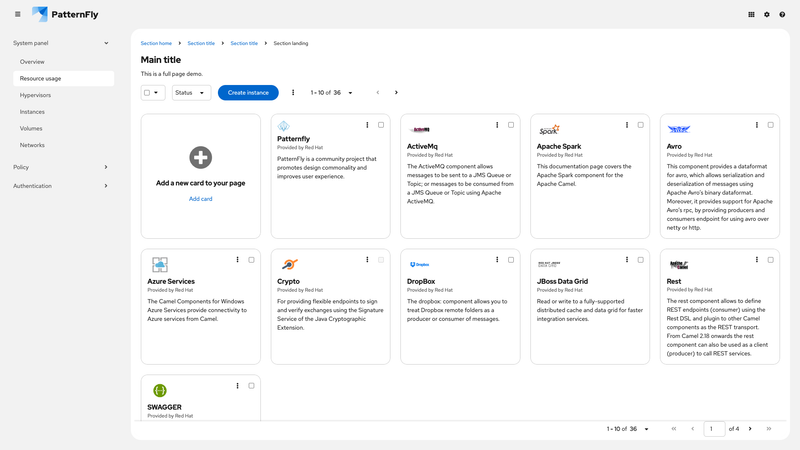 PatternFly
System panel
Overview
Resource usage
Hypervisors
Instances
Volumes
Networks
Policy
Authentication
Section home
Section title
Section title
Section landing
Main title
This is a full page demo.
Status
Create instance
1 - 10 of 36
Add a new card to your page
Add card
Patternfly
Provided by Red Hat
PatternFly is a community project that
promotes design commonality and
improves user experience.
ActiveMQ
ActiveMq
Provided by Red Hat
The ActiveMQ component allows
messages to be sent to a JMS Queue or
Topic; or messages to be consumed from
a JMS Queue or Topic using Apache
ActiveMQ.
Spark
Apache Spark
Provided by Red Hat
This documentation page covers the
Apache Spark component for the
Apache Camel.
Avro
Provided by Red Hat
This component provides a dataformat
for avro, which allows serialization and
deserialization of messages using
Apache Avro's binary dataformat.
Moreover, it provides support for Apache
Avro's rpc, by providing producers and
consumers endpoint for using avro over
netty or http.
Azure Services
Provided by Red Hat
The Camel Components for Windows
Azure Services provide connectivity to
Azure services from Camel.
Crypto
Provided by Red Hat
For providing flexible endpoints to sign
and verify exchanges using the
Signature Service of the Java Cryptographic
Extension.
Dropbox
DropBox
Provided by Red Hat
The dropbox: component allows you to
treat Dropbox remote folders as a
producer or consumer of messages.
RED HAT JBOSS
DATA GRID
JBoss Data Grid
Provided by Red Hat
Read or write to a fully-supported
distributed cache and data grid for faster
integration services.
Apache
Camel
Rest
Provided by Red Hat
The rest component allows to define
REST endpoints (consumer) using the
Rest DSL and plugin to other Camel
components as the REST transport.
From Camel 2.18 onwards the rest
component can also be used as a client
(producer) to call REST services.
SWAGGER
Provided by Red Hat
1 - 10 of 36
1
of 4